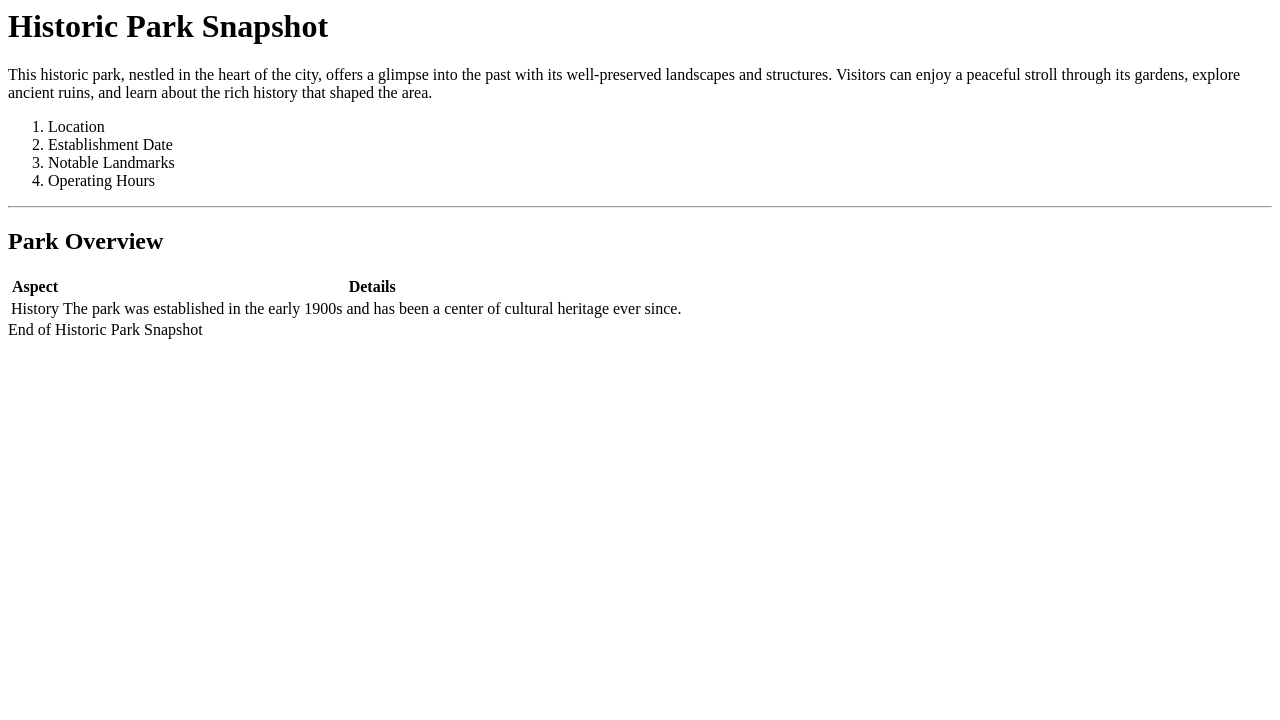 Historic Park Snapshot
This historic park, nestled in the heart of the city, offers a glimpse into the past with its well-preserved landscapes and structures. Visitors can enjoy a peaceful stroll through its gardens, explore
ancient ruins, and learn about the rich history that shaped the area.
1. Location
2. Establishment Date
3. Notable Landmarks
4. Operating Hours
Park Overview
Aspect Details
History The park was established in the early 1900s and has been a center of cultural heritage ever since.
End of Historic Park Snapshot